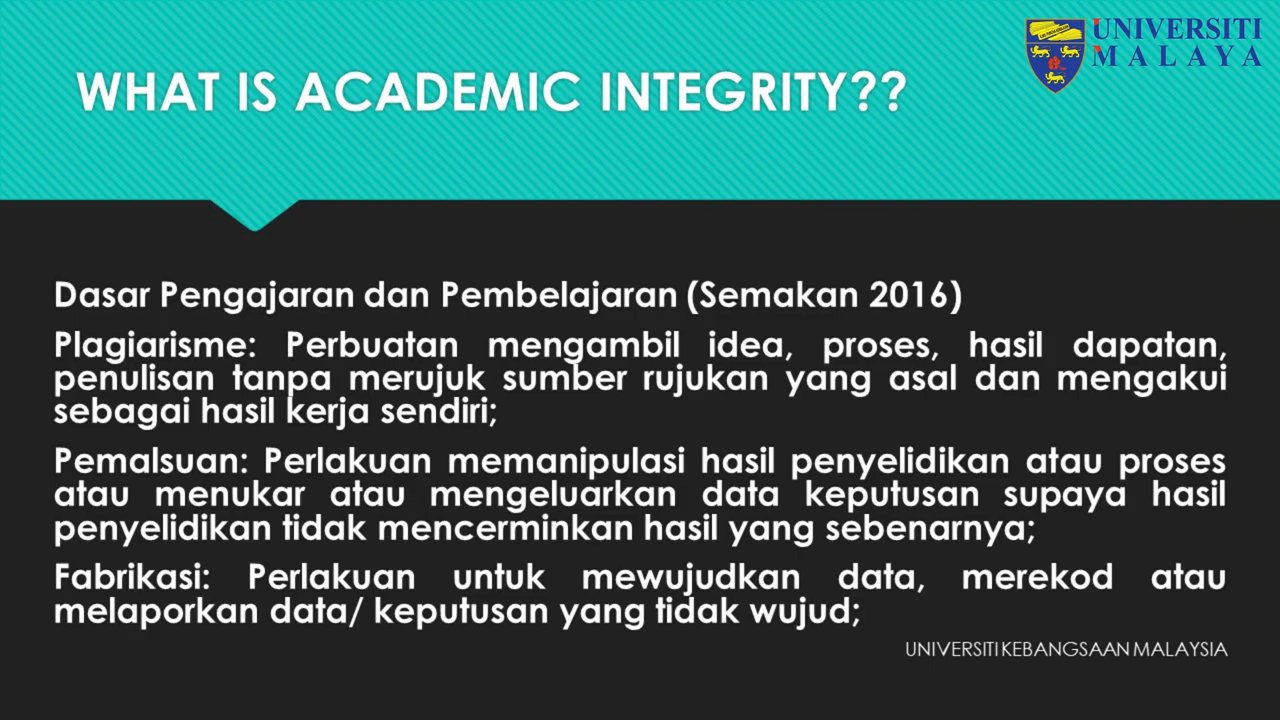 UNIVERSITI
MALAYA
WHAT IS ACADEMIC INTEGRITY??
Dasar Pengajaran dan Pembelajaran (Semakan 2016)
Plagiarisme: Perbuatan mengambil idea, proses, hasil dapatan,
penulisan tanpa merujuk sumber rujukan yang asal dan mengakui
sebagai hasil kerja sendiri;
Pemalsuan: Perlakuan memanipulasi hasil penyelidikan atau proses
atau menukar atau mengeluarkan data keputusan supaya hasil
penyelidikan tidak mencerminkan hasil yang sebenarnya;
Fabrikasi: Perlakuan untuk mewujudkan data, merekod atau
melaporkan data/ keputusan yang tidak wujud;
UNIVERSITI KEBANGSAAN MALAYSIA